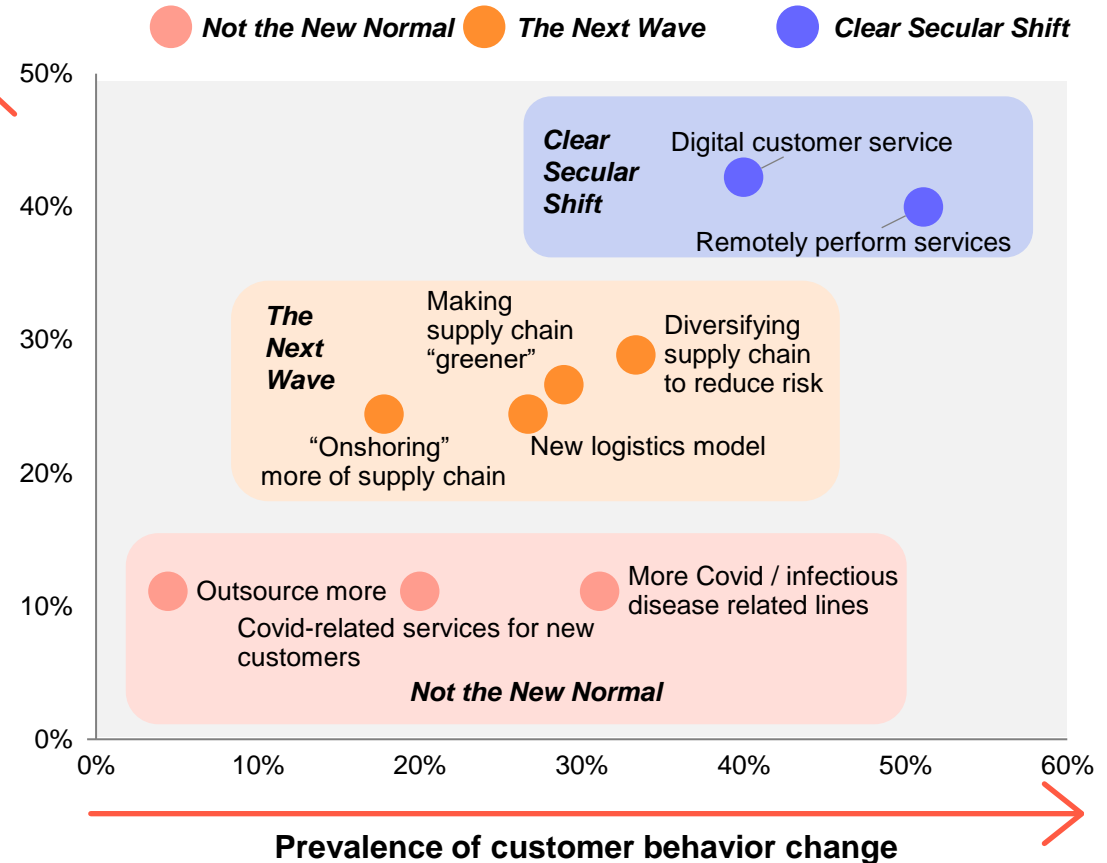 Not the New Normal
The Next Wave
Clear Secular Shift
50%
40%
30%
20%
10%
0%
Clear
Secular
Shift
Digital customer service
Remotely perform services
The
Next
Wave
Making
supply chain
“greener”
Diversifying
supply chain
to reduce risk
“Onshoring”
more of supply chain
New logistics model
Outsource more
Covid-related services for new
customers
More Covid / infectious
disease related lines
Not the New Normal
0%
10%
20%
30%
40%
50%
60%
Prevalence of customer behavior change